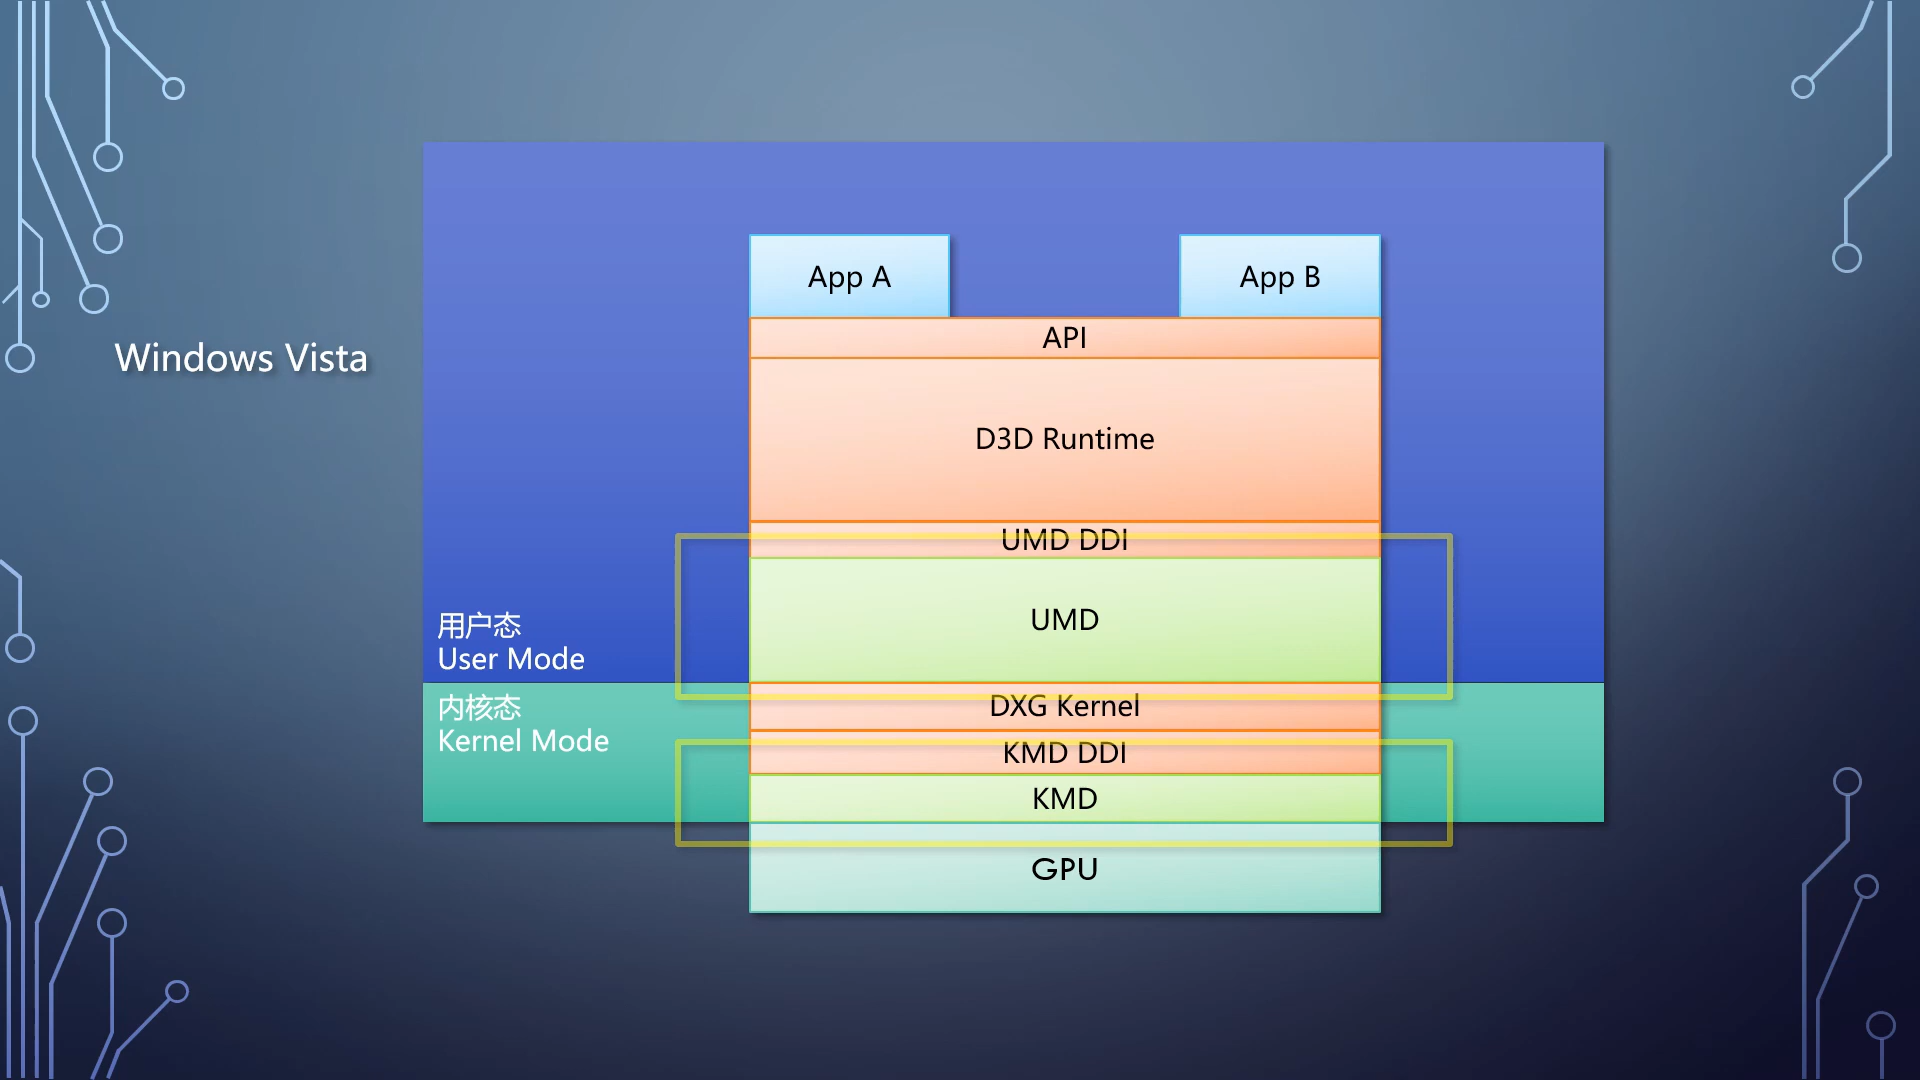 Windows Vista
App A
App B
API
D3D Runtime
UMD DDI
UMD
用户态
User Mode
内核态
Kernel Mode
DXG Kernel
KMD DDI
KMD
GPU